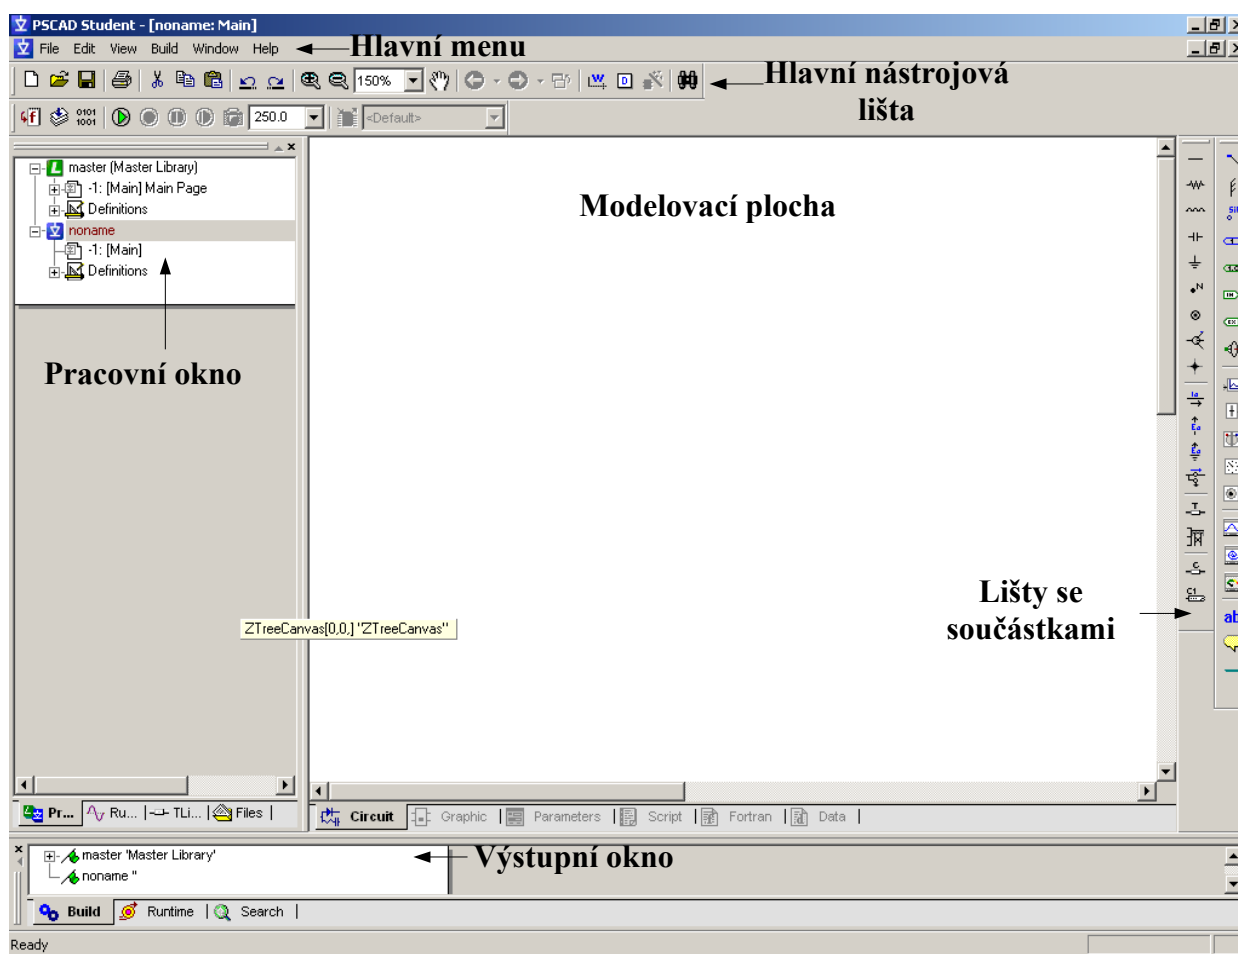 PSCAD Student - [noname: Main]
File Edit View Build Window Help
Hlavní menu
150%
Hlavní nástrojová
lišta
250.0
<Default>
master (Master Library)
-1: [Main] Main Page
Definitions
noname
-1: [Main]
Definitions
Pracovní okno
Modelovací plocha
Lišty se
součástkami
ZTreeCanvas[0,0,] "ZTreeCanvas"
Pr... Ru... TLi... Files
Circuit Graphic Parameters Script Fortran Data
master 'Master Library'
noname ''
Výstupní okno
Build Runtime Search
Ready